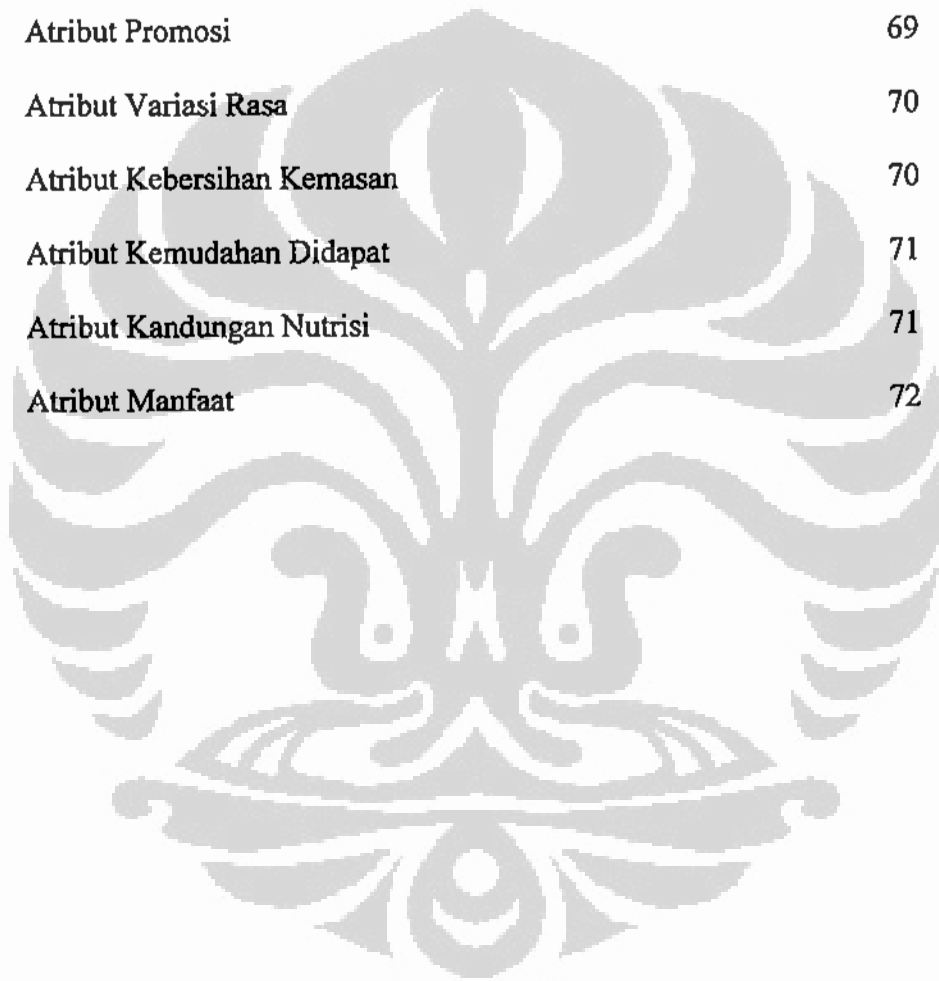 Atribut Promosi 69
Atribut Variasi Rasa 70
Atribut Kebersihan Kemasan 70
Atribut Kemudahan Didapat 71
Atribut Kandungan Nutrisi 71
Atribut Manfaat 72